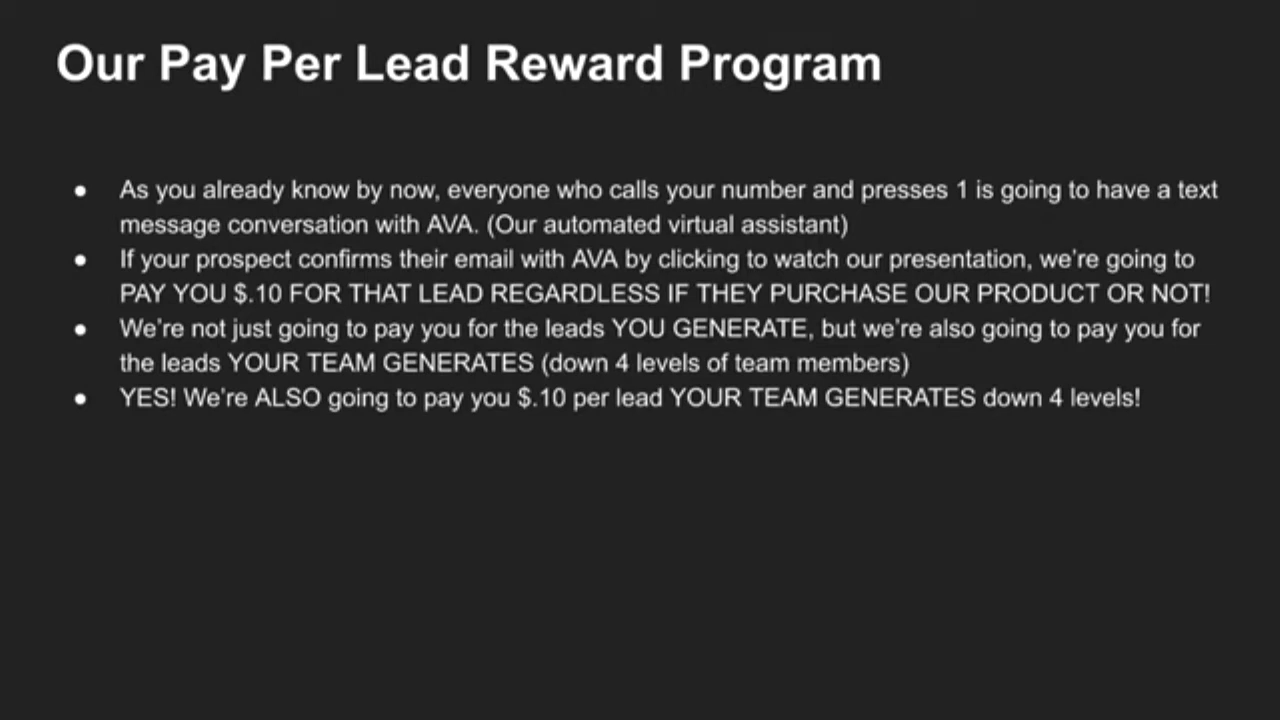 Our Pay Per Lead Reward Program
● As you already know by now, everyone who calls your number and presses 1 is going to have a text
message conversation with AVA. (Our automated virtual assistant)
● If your prospect confirms their email with AVA by clicking to watch our presentation, we're going to
PAY YOU $.10 FOR THAT LEAD REGARDLESS IF THEY PURCHASE OUR PRODUCT OR NOT!
● We're not just going to pay you for the leads YOU GENERATE, but we're also going to pay you for
the leads YOUR TEAM GENERATES (down 4 levels of team members)
● YES! We're ALSO going to pay you $.10 per lead YOUR TEAM GENERATES down 4 levels!